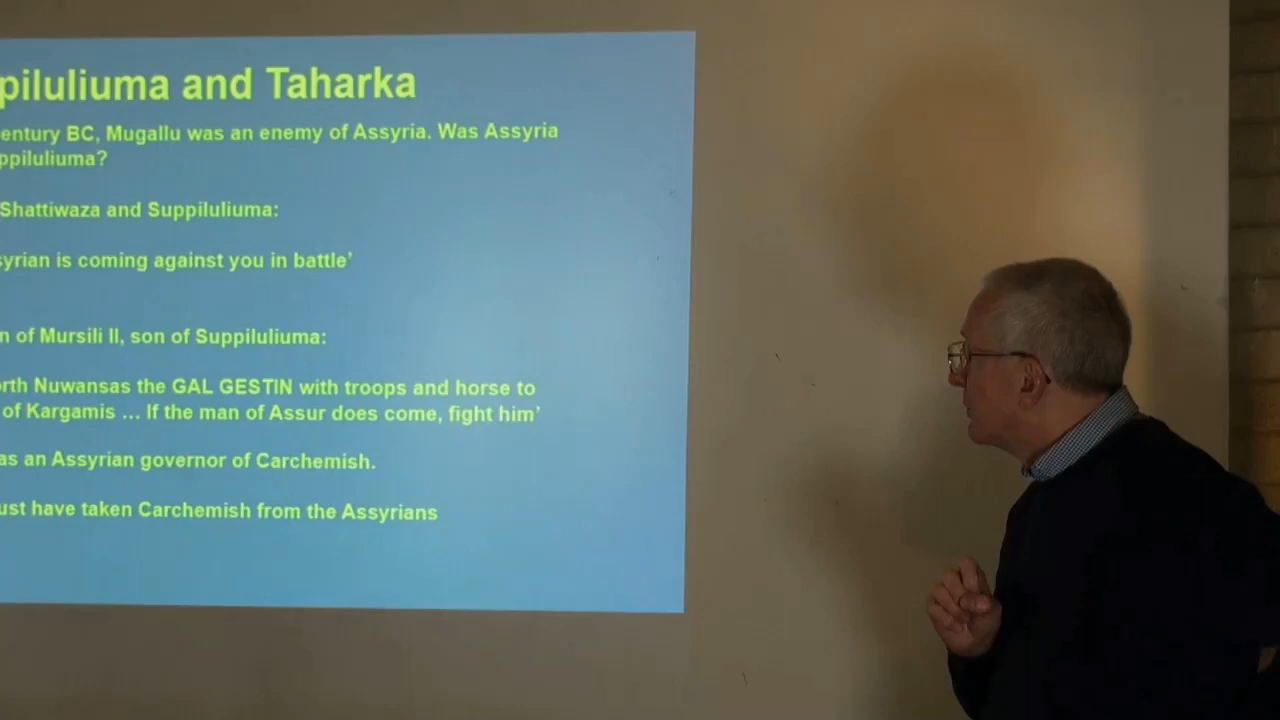 piluliuma and Taharka
entury BC, Mugallu was an enemy of Assyria. Was Assyria
ppiluliuma?
Shattiwaza and Suppiluliuma:
syrian is coming against you in battle’
n of Mursili II, son of Suppiluliuma:
rth Nuwansas the GAL GESTIN with troops and horse to
of Kargamis ... If the man of Assur does come, fight him’
as an Assyrian governor of Carchemish.
ust have taken Carchemish from the Assyrians